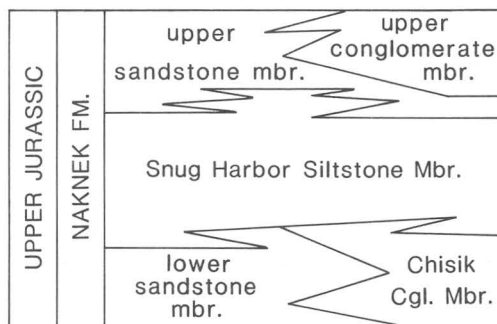 UPPER JURASSIC
NAKNEK FM.
upper
sandstone mbr.
upper
conglomerate
mbr.
Snug Harbor Siltstone Mbr.
lower
sandstone
mbr.
Chisik
Cgl. Mbr.